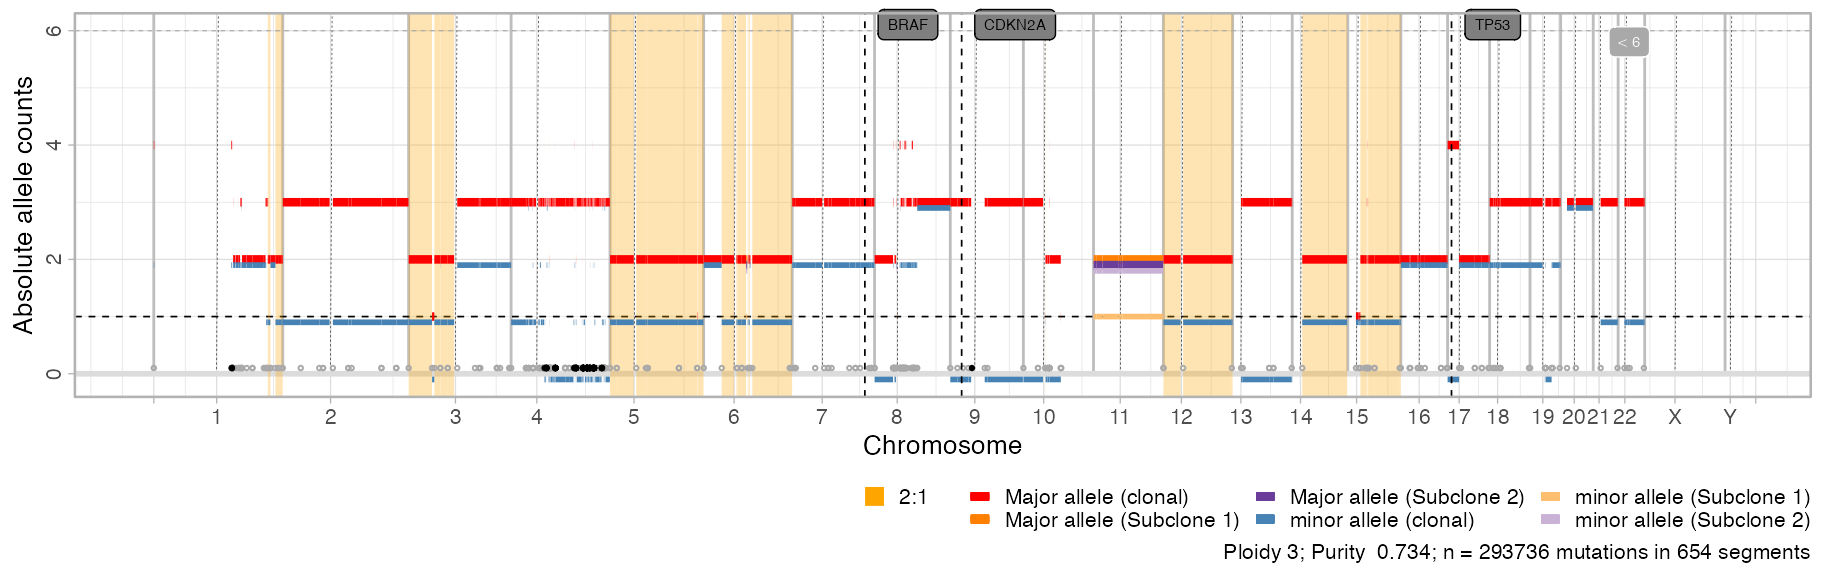 BRAF CDKN2A TP53
< 6
6
4
2
0
Absolute allele counts
1 2 3 4 5 6 7 8 9 10 11 12 13 14 15 16 17 18 19 20 21 22 X Y
Chromosome
2:1 Major allele (clonal) Major allele (Subclone 2) minor allele (Subclone 1)
Major allele (Subclone 1) minor allele (clonal) minor allele (Subclone 2)
Ploidy 3; Purity 0.734; n = 293736 mutations in 654 segments